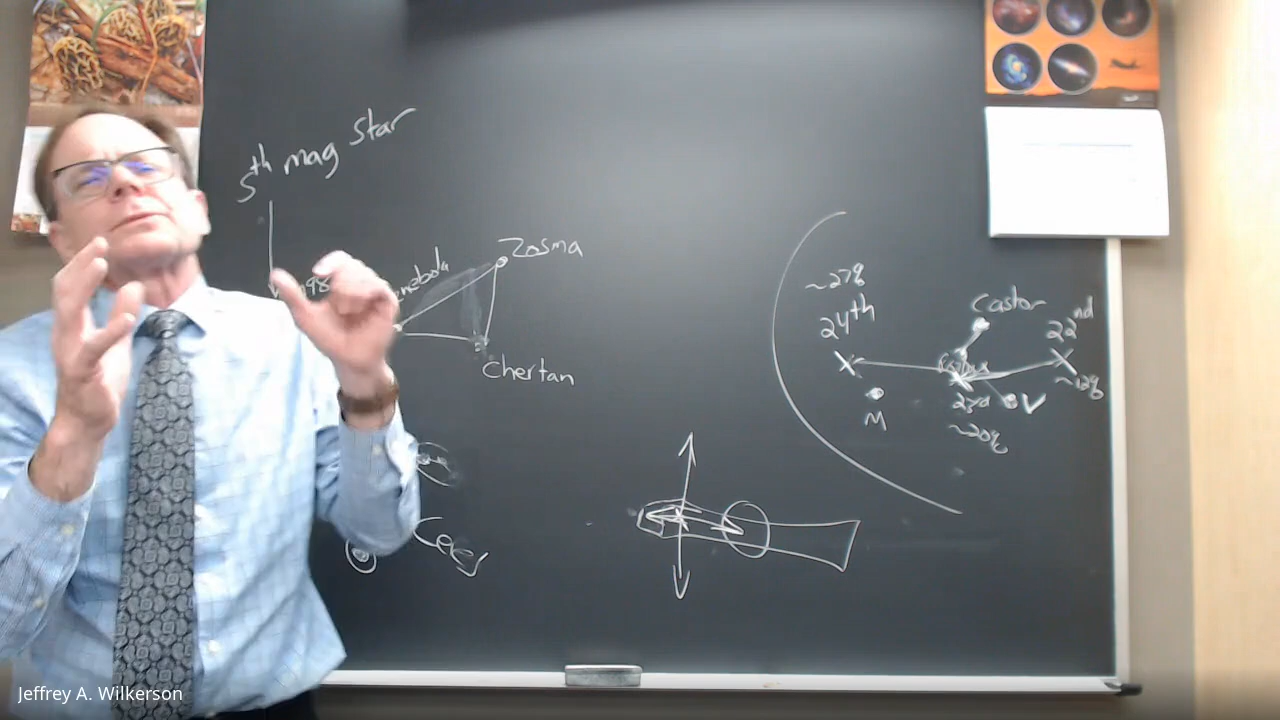 5th mag star
Zosma
Chertan
~27%
24th
X
M
Castor
22nd
X
~12%
23rd
~20%
V
Jeffrey A. Wilkerson